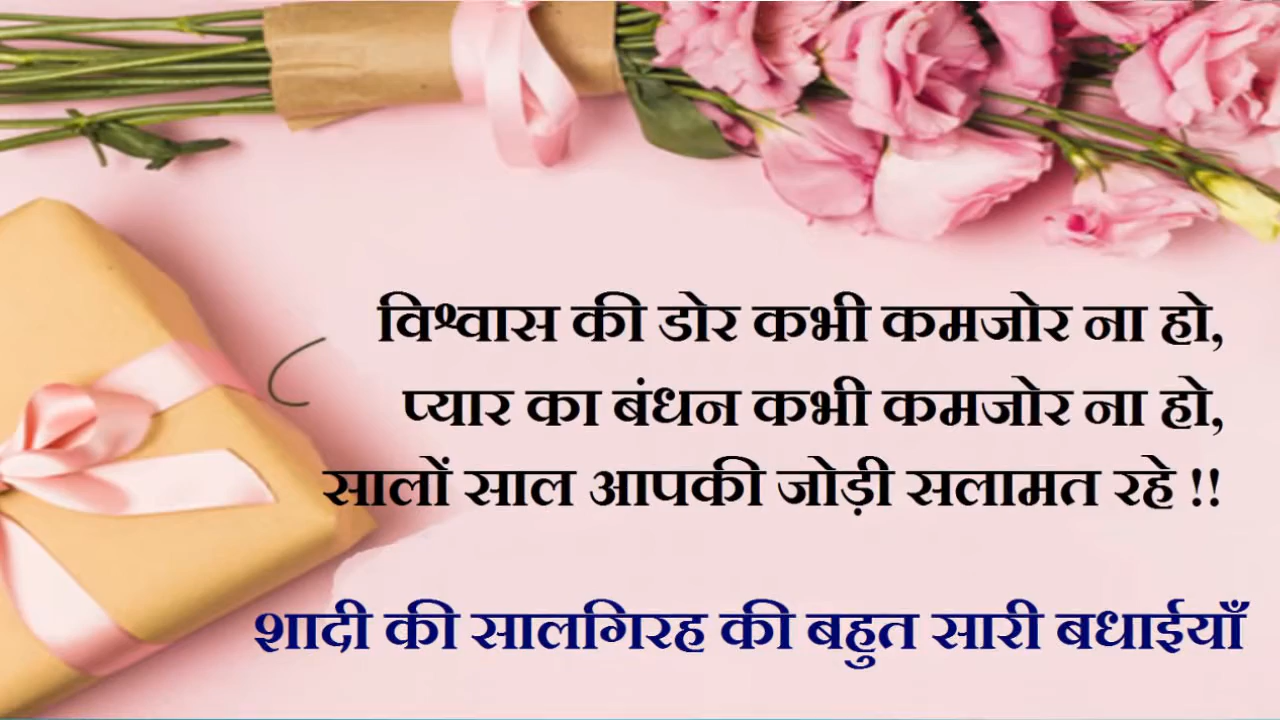 विश्वास की डोर कभी कमजोर ना हो,
प्यार का बंधन कभी कमजोर ना हो,
सालों साल आपकी जोड़ी सलामत रहे !!
शादी की सालगिरह की बहुत सारी बधाईयाँ